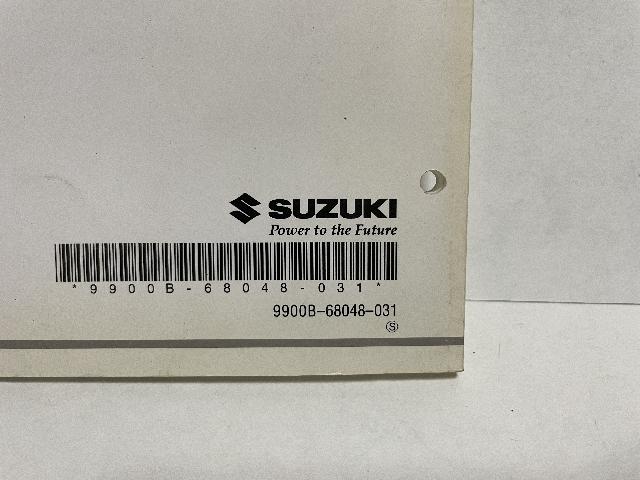 SUZUKI
Power to the Future
*9900B-68048-031*
9900B-68048-031
S